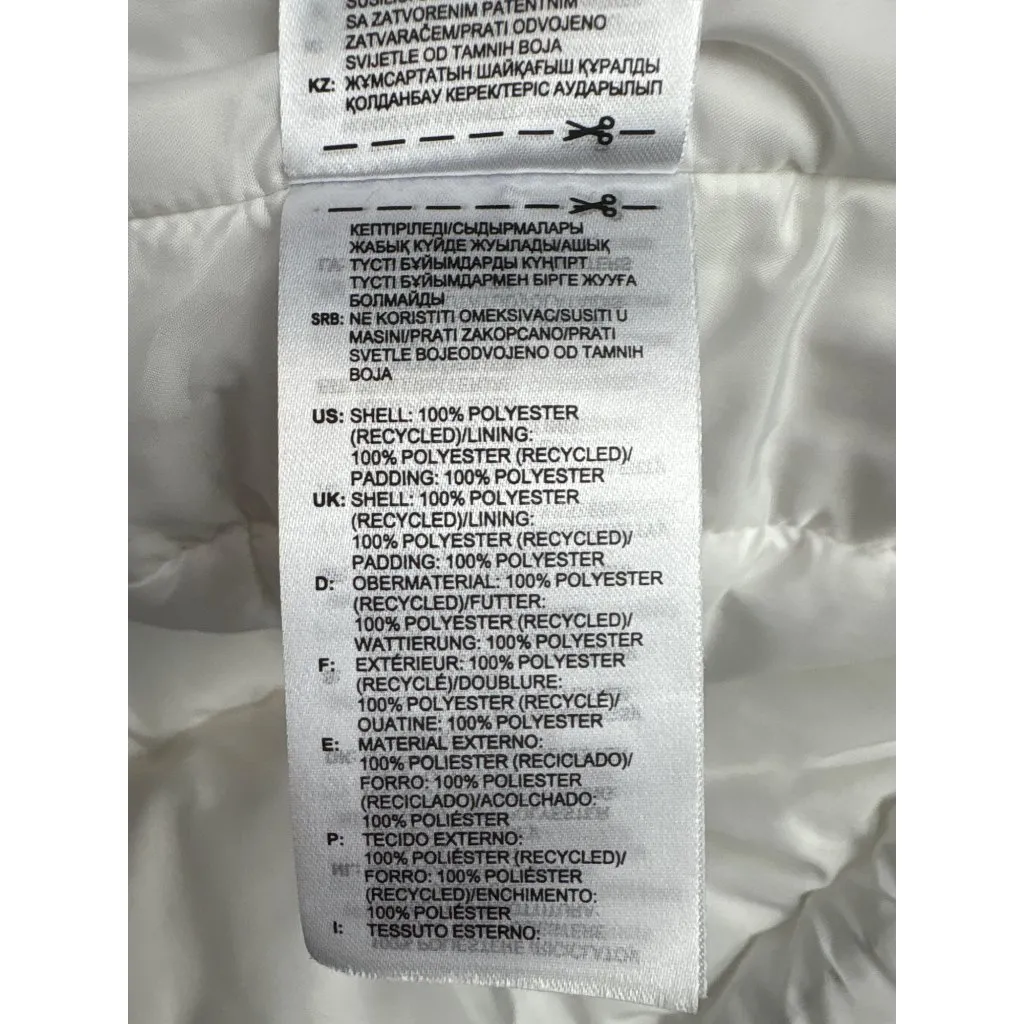 SA ZATVORENIM PATENTNIM
ZATVARAČEM/PRATI ODVOJENO
SVIJETLE OD TAMNIH BOJA
KZ: ЖҰМСАРТАТЫН ШАЙҚАҒЫШ ҚҰРАЛДЫ
ҚОЛДАНБАУ КЕРЕК/ТЕРІС АУДАРЫЛЫП
КЕПТІРІЛЕДІ/СЫДЫРМАЛАРЫ
ЖАБЫҚ КҮЙДЕ ЖУЫЛАДЫ/АШЫҚ
ТҮСТІ БҰЙЫМДАРДЫ КҮҢГІРТ
ТҮСТІ БҰЙЫМДАРМЕН БІРГЕ ЖУУҒА
БОЛМАЙДЫ
SRB: NE KORISTITI OMEKSIVAC/SUSITI U
MASINI/PRATI ZAKOPCANO/PRATI
SVETLE BOJEODVOJENO OD TAMNIH
BOJA
US: SHELL: 100% POLYESTER
(RECYCLED)/LINING:
100% POLYESTER (RECYCLED)/
PADDING: 100% POLYESTER
UK: SHELL: 100% POLYESTER
(RECYCLED)/LINING:
100% POLYESTER (RECYCLED)/
PADDING: 100% POLYESTER
D: OBERMATERIAL: 100% POLYESTER
(RECYCLED)/FUTTER:
100% POLYESTER (RECYCLED)/
WATTIERUNG: 100% POLYESTER
F: EXTÉRIEUR: 100% POLYESTER
(RECYCLÉ)/DOUBLURE:
100% POLYESTER (RECYCLÉ)/
OUATINE: 100% POLYESTER
E: MATERIAL EXTERNO:
100% POLIÉSTER (RECICLADO)/
FORRO: 100% POLIÉSTER
(RECICLADO)/ACOLCHADO:
100% POLIÉSTER
P: TECIDO EXTERNO:
100% POLIÉSTER (RECYCLED)/
FORRO: 100% POLIÉSTER
(RECYCLED)/ENCHIMENTO:
100% POLIÉSTER
I: TESSUTO ESTERNO: